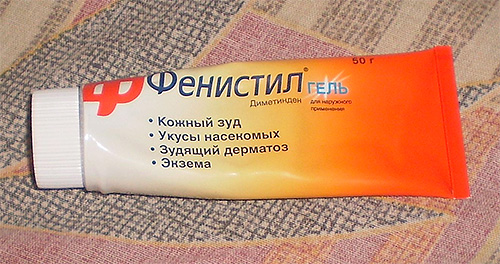 50 г
Фенистил® ГЕЛЬ
Диметинден
для наружного
применения
• Кожный зуд
• Укусы насекомых
• Зудящий дерматоз
• Экзема